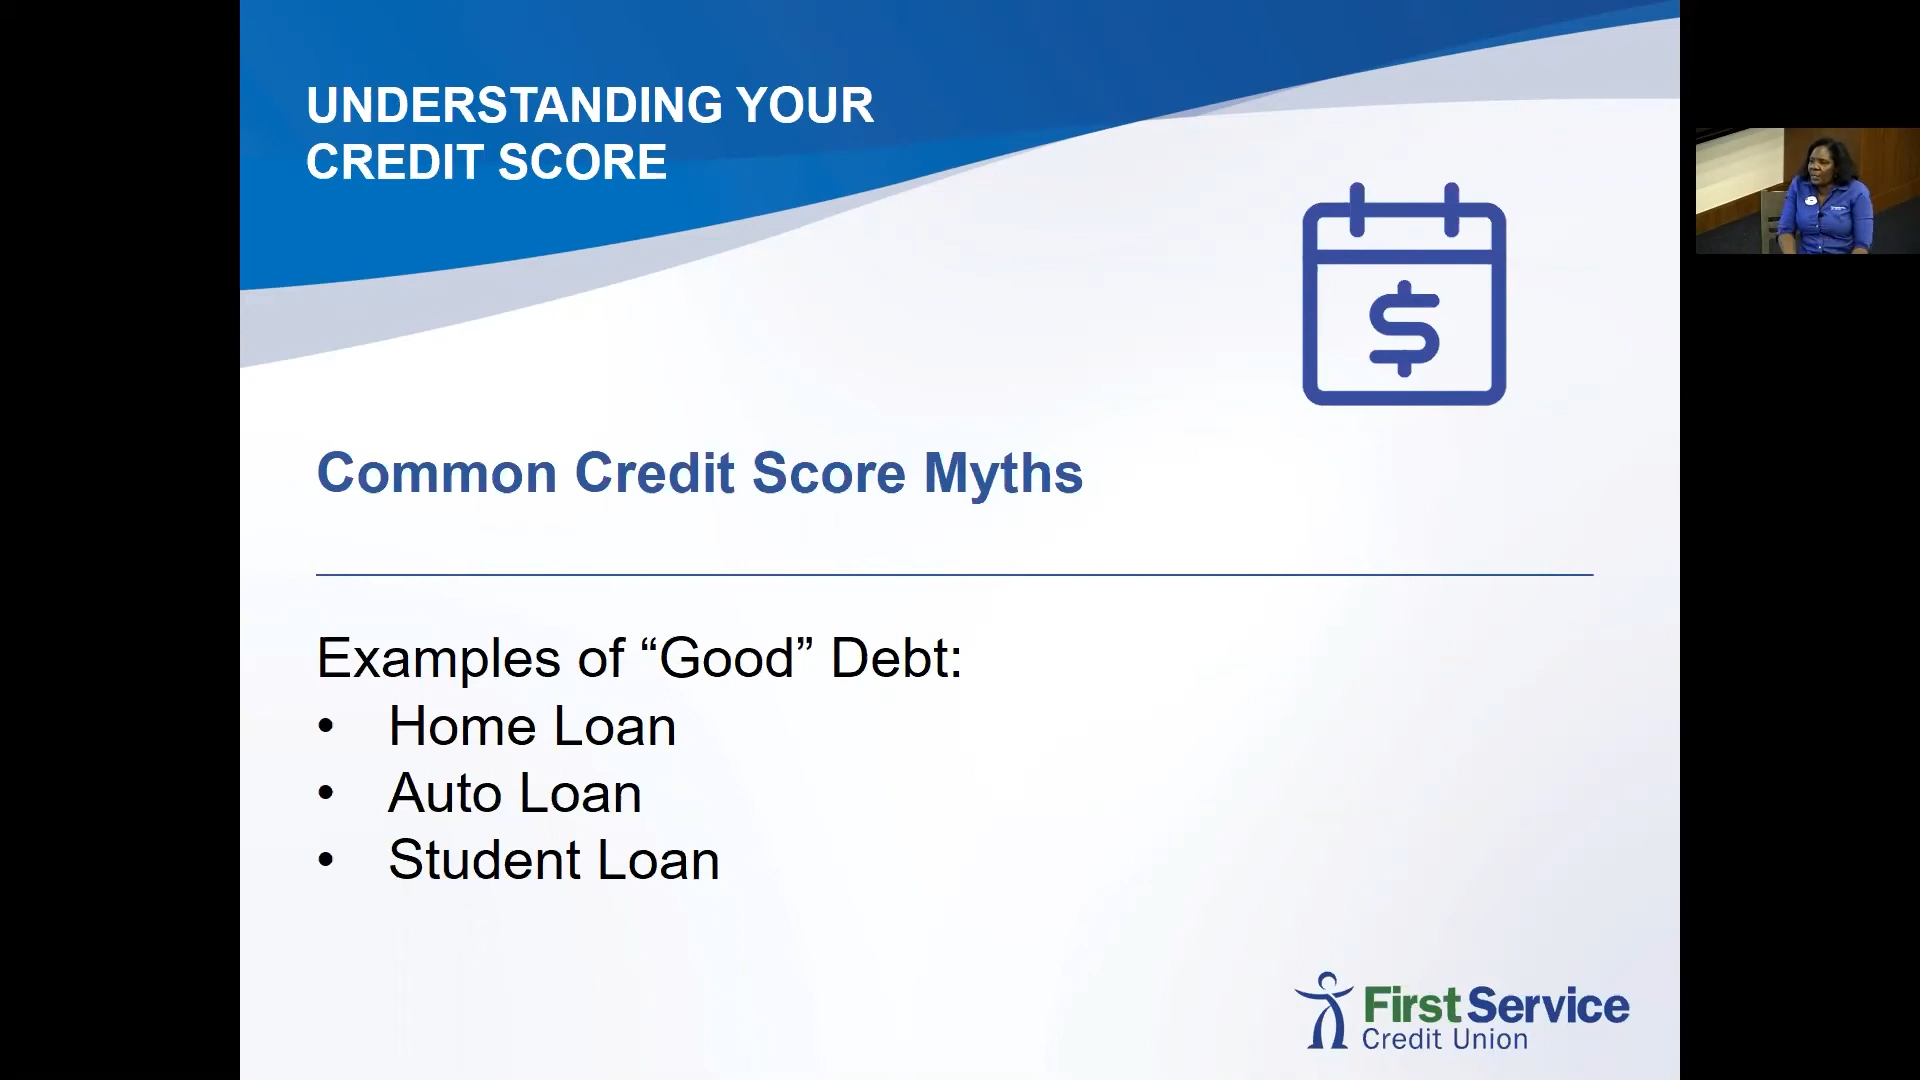 UNDERSTANDING YOUR
CREDIT SCORE
$
Common Credit Score Myths
Examples of “Good” Debt:
• Home Loan
• Auto Loan
• Student Loan
First Service
Credit Union